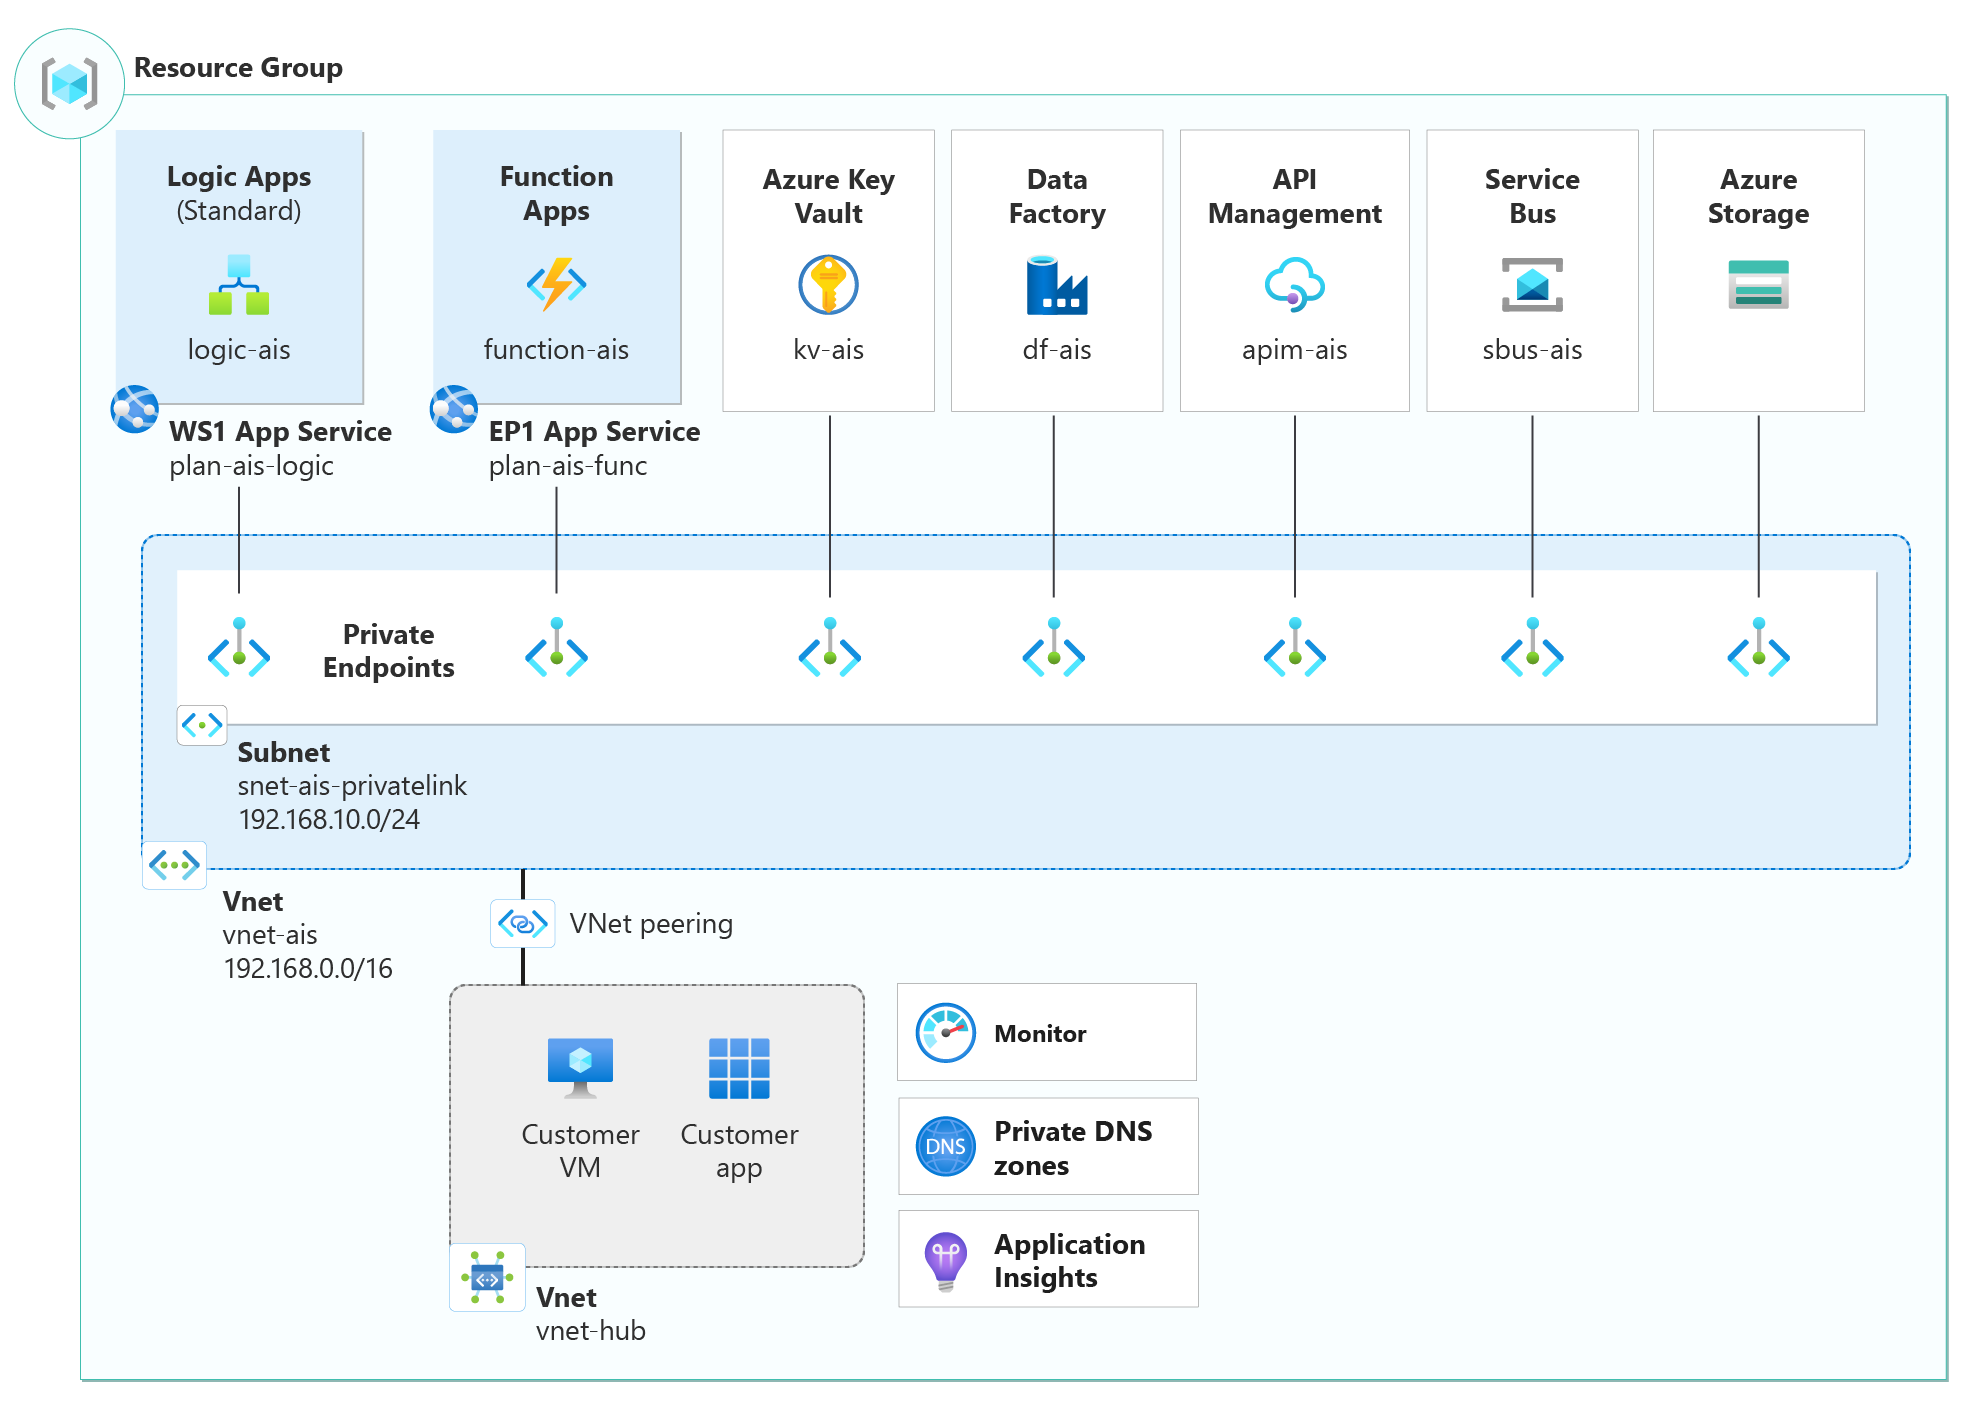 Resource Group
Logic Apps
(Standard)
logic-ais
WS1 App Service
plan-ais-logic
Function
Apps
function-ais
EP1 App Service
plan-ais-func
Azure Key
Vault
kv-ais
Data
Factory
df-ais
API
Management
apim-ais
Service
Bus
sbus-ais
Azure
Storage
Private
Endpoints
Subnet
snet-ais-privatelink
192.168.10.0/24
Vnet
vnet-ais
192.168.0.0/16
VNet peering
Customer
VM
Customer
app
Vnet
vnet-hub
Monitor
DNS
Private DNS
zones
Application
Insights